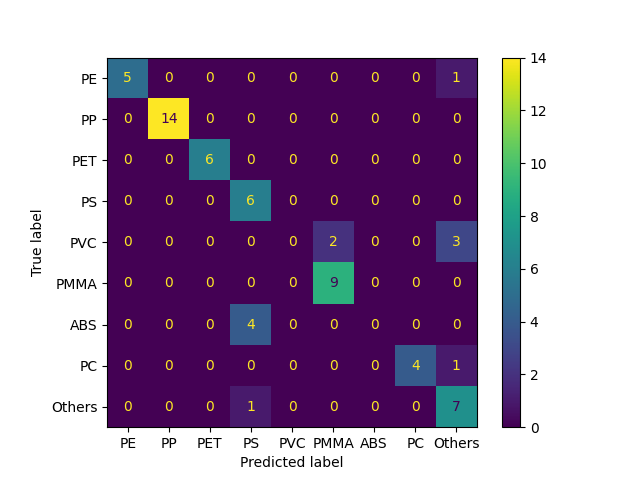 PE 5 0 0 0 0 0 0 0 1
PP 0 14 0 0 0 0 0 0 0
PET 0 0 6 0 0 0 0 0 0
PS 0 0 0 6 0 0 0 0 0
PVC 0 0 0 0 0 2 0 0 3
PMMA 0 0 0 0 0 9 0 0 0
ABS 0 0 0 4 0 0 0 0 0
PC 0 0 0 0 0 0 0 4 1
Others 0 0 0 1 0 0 0 0 7
PE PP PET PS PVC PMMA ABS PC Others
Predicted label
True label
14
12
10
8
6
4
2
0